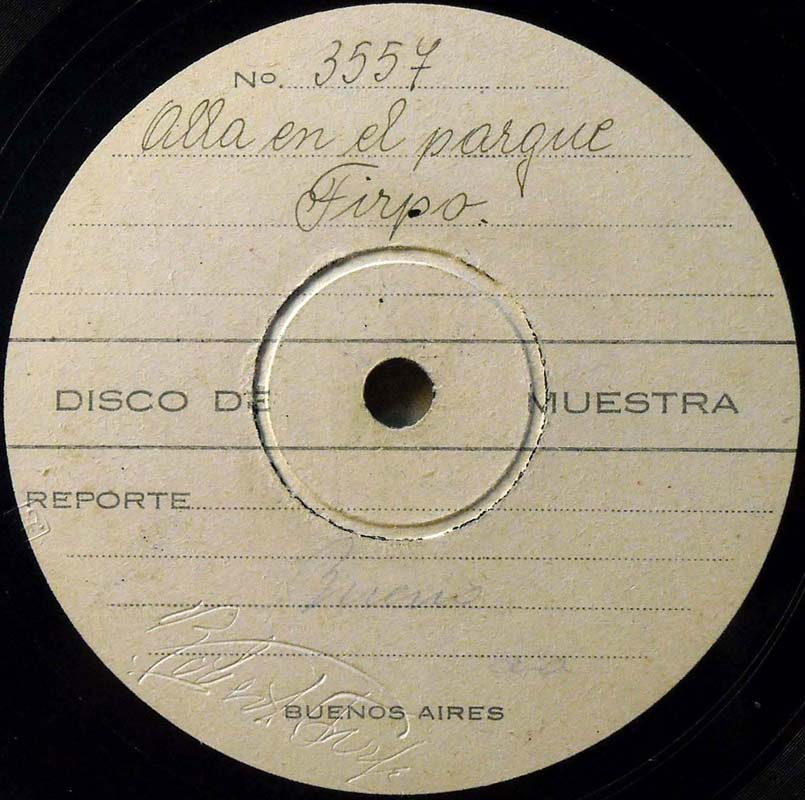 No. 3557
Alla en el parque
Firpo.
DISCO DE MUESTRA
REPORTE
Bueno
BUENOS AIRES